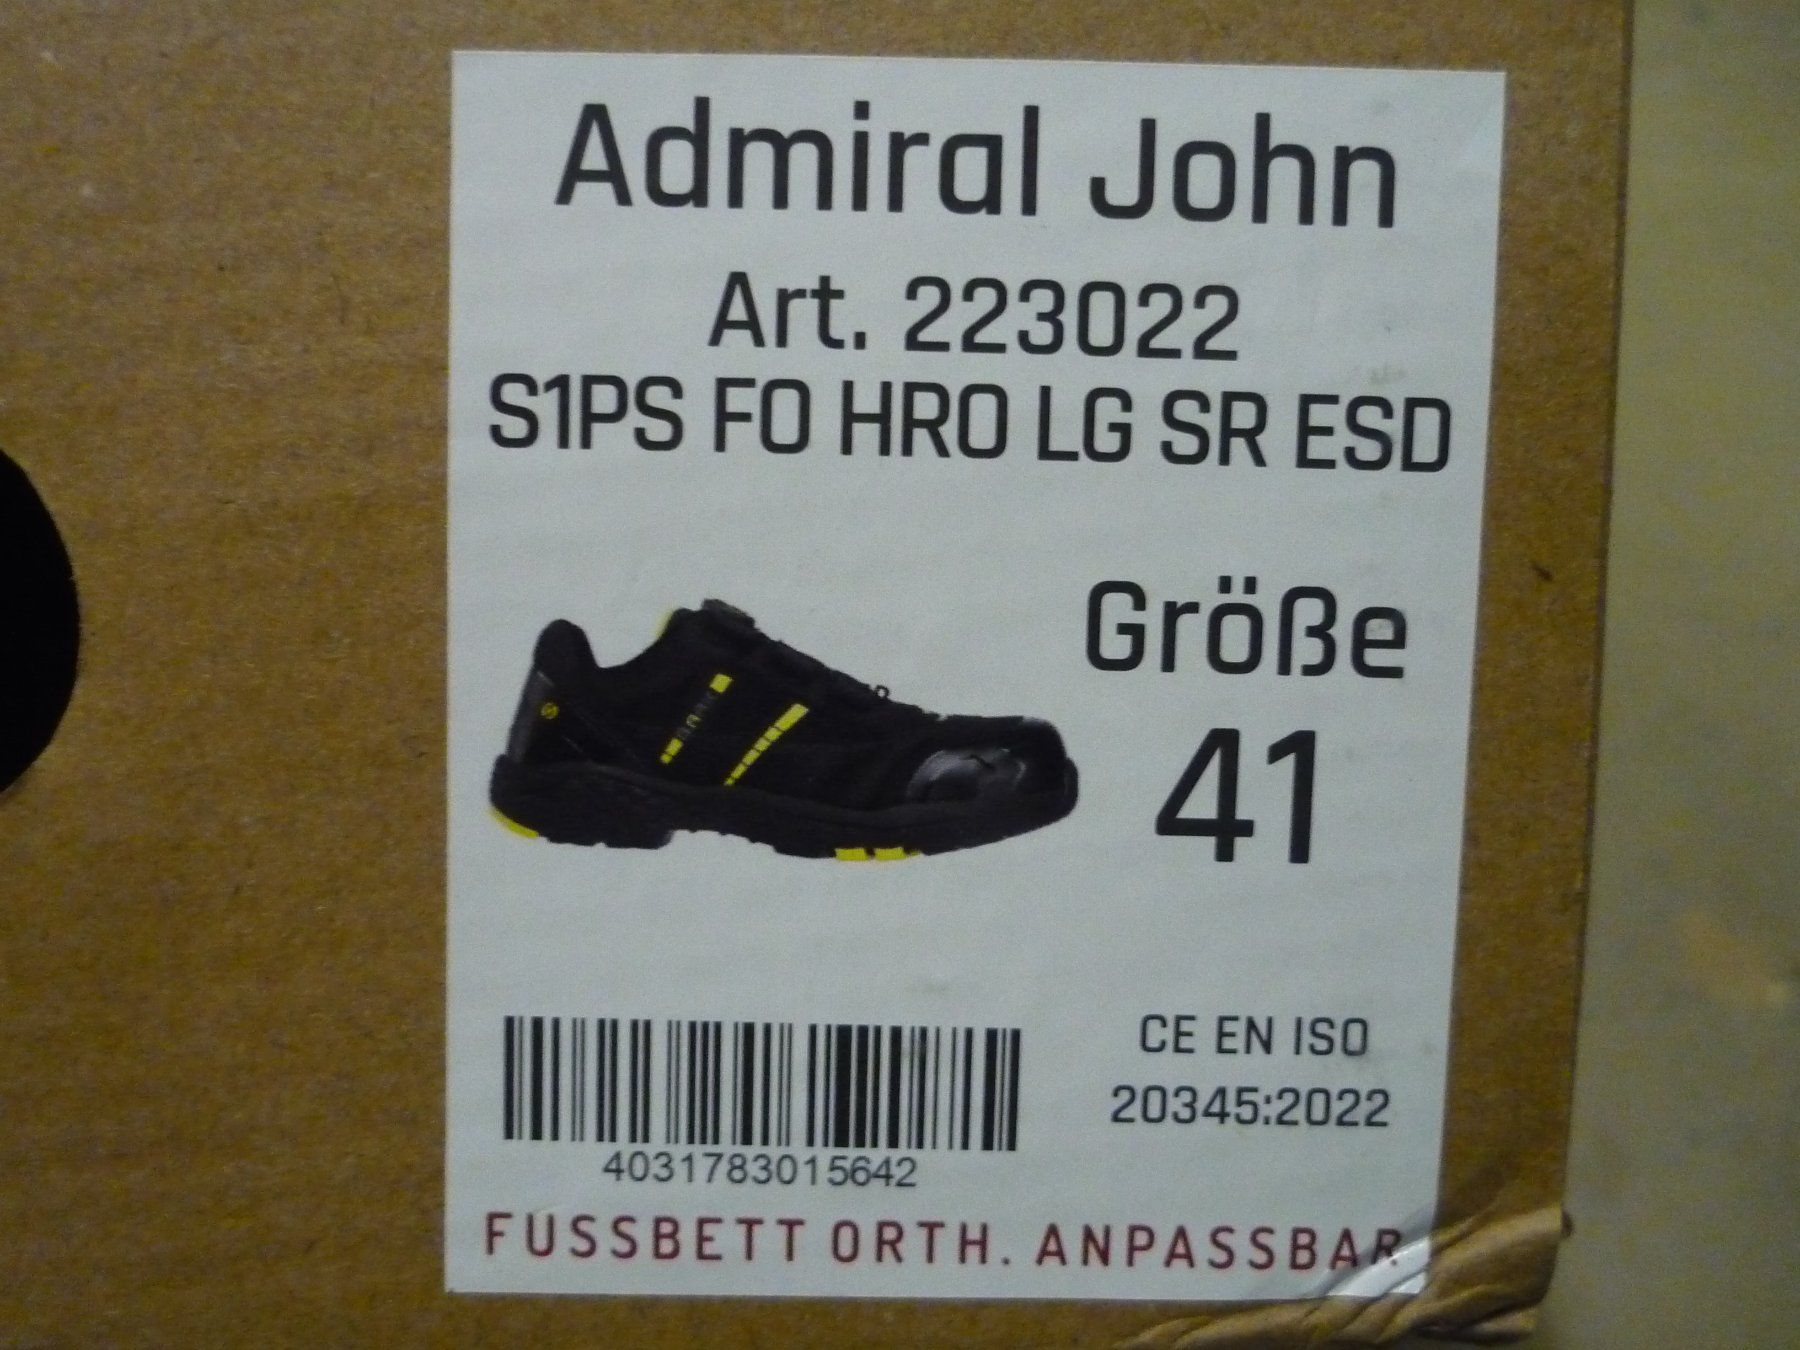 Admiral John
Art. 223022
S1PS FO HRO LG SR ESD
Größe
41
CE EN ISO
20345:2022
4031783015642
FUSSBETT ORTH. ANPASSBAR